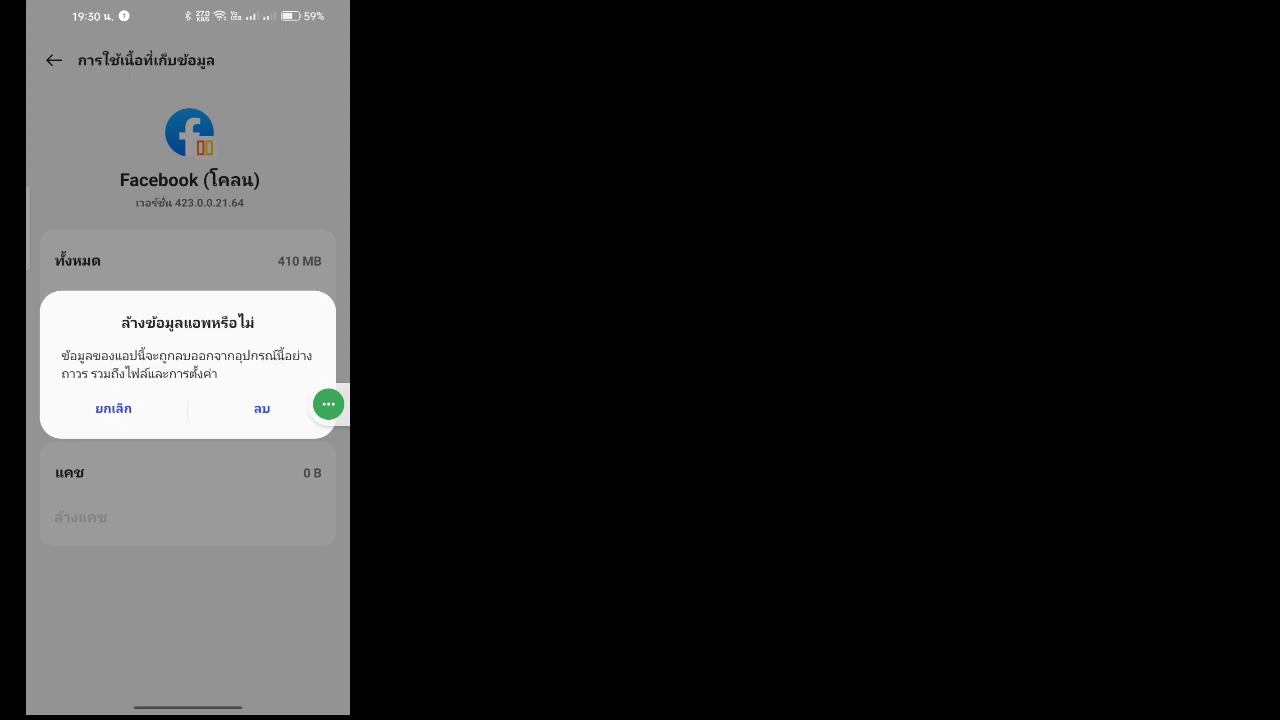 19:30 น. 1 27.0 KB/S Vo LTE2 59%
การใช้เนื้อที่เก็บข้อมูล
Facebook (โคลน)
เวอร์ชั่น 423.0.0.21.64
ทั้งหมด 410 MB
ล้างข้อมูลแอพหรือไม่
ข้อมูลของแอปนี้จะถูกลบออกจากอุปกรณ์นี้อย่าง
ถาวร รวมถึงไฟล์และการตั้งค่า
ยกเลิก ลบ
แคช 0 B
ล้างแคช